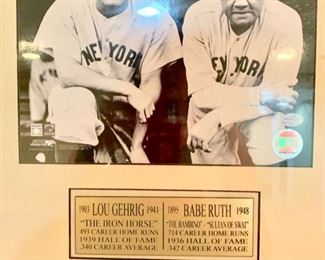 NEW YORK
NEW YORK
1903 LOU GEHRIG 1941
"THE IRON HORSE"
493 CAREER HOME RUNS
1939 HALL OF FAME
340 CAREER AVERAGE
1895 BABE RUTH 1948
"THE BAMBINO" - "SULTAN OF SWAT"
714 CAREER HOME RUNS
1936 HALL OF FAME
342 CAREER AVERAGE